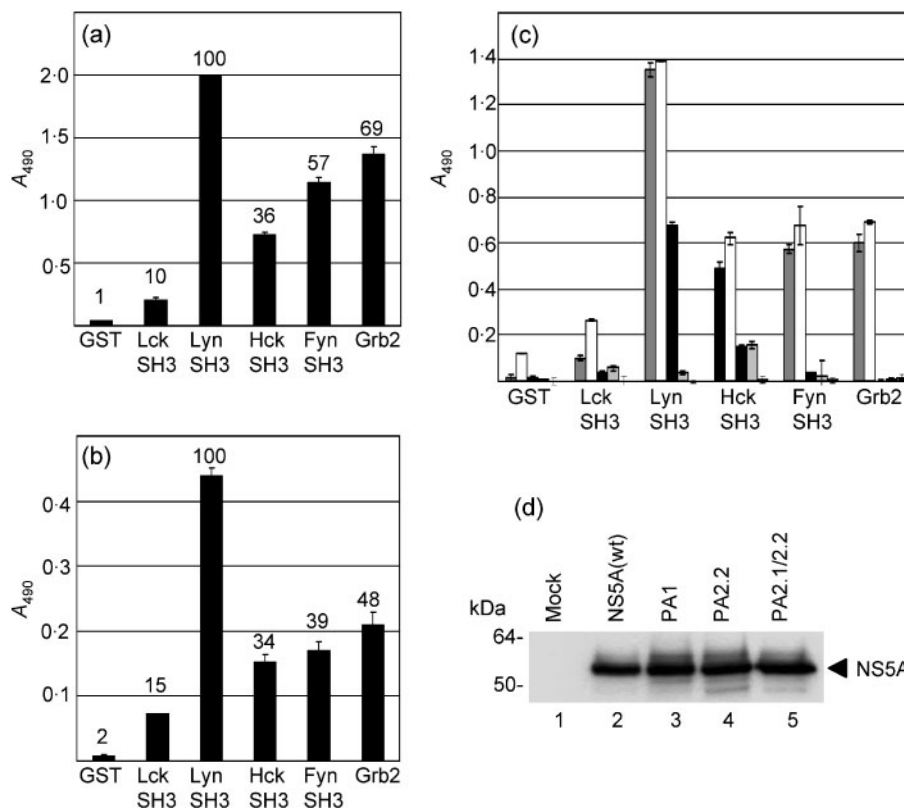 (a)
A490
2·0
1·5
1·0
0·5
1
10
100
36
57
69
GST
Lck SH3
Lyn SH3
Hck SH3
Fyn SH3
Grb2
(b)
A490
0·4
0·3
0·2
0·1
2
15
100
34
39
48
GST
Lck SH3
Lyn SH3
Hck SH3
Fyn SH3
Grb2
(c)
A490
1·4
1·2
1·0
0·8
0·6
0·4
0·2
GST
Lck SH3
Lyn SH3
Hck SH3
Fyn SH3
Grb2
(d)
kDa
64-
50-
Mock
NS5A(wt)
PA1
PA2.2
PA2.1/2.2
NS5A
1 2 3 4 5